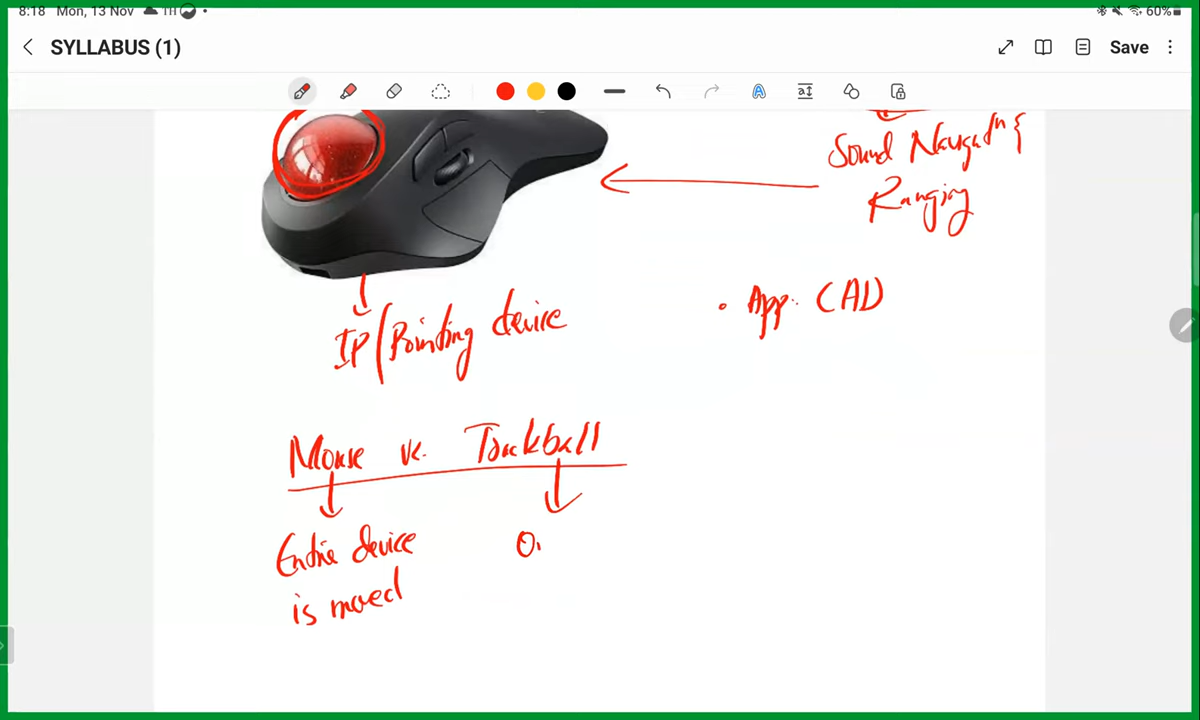 8:18 Mon, 13 Nov
60%
SYLLABUS (1)
Save
Sound Navigatn {
Ranging
IP/Pointing device
• App: CAD
Mouse v. Trackball
Entire device
is moved